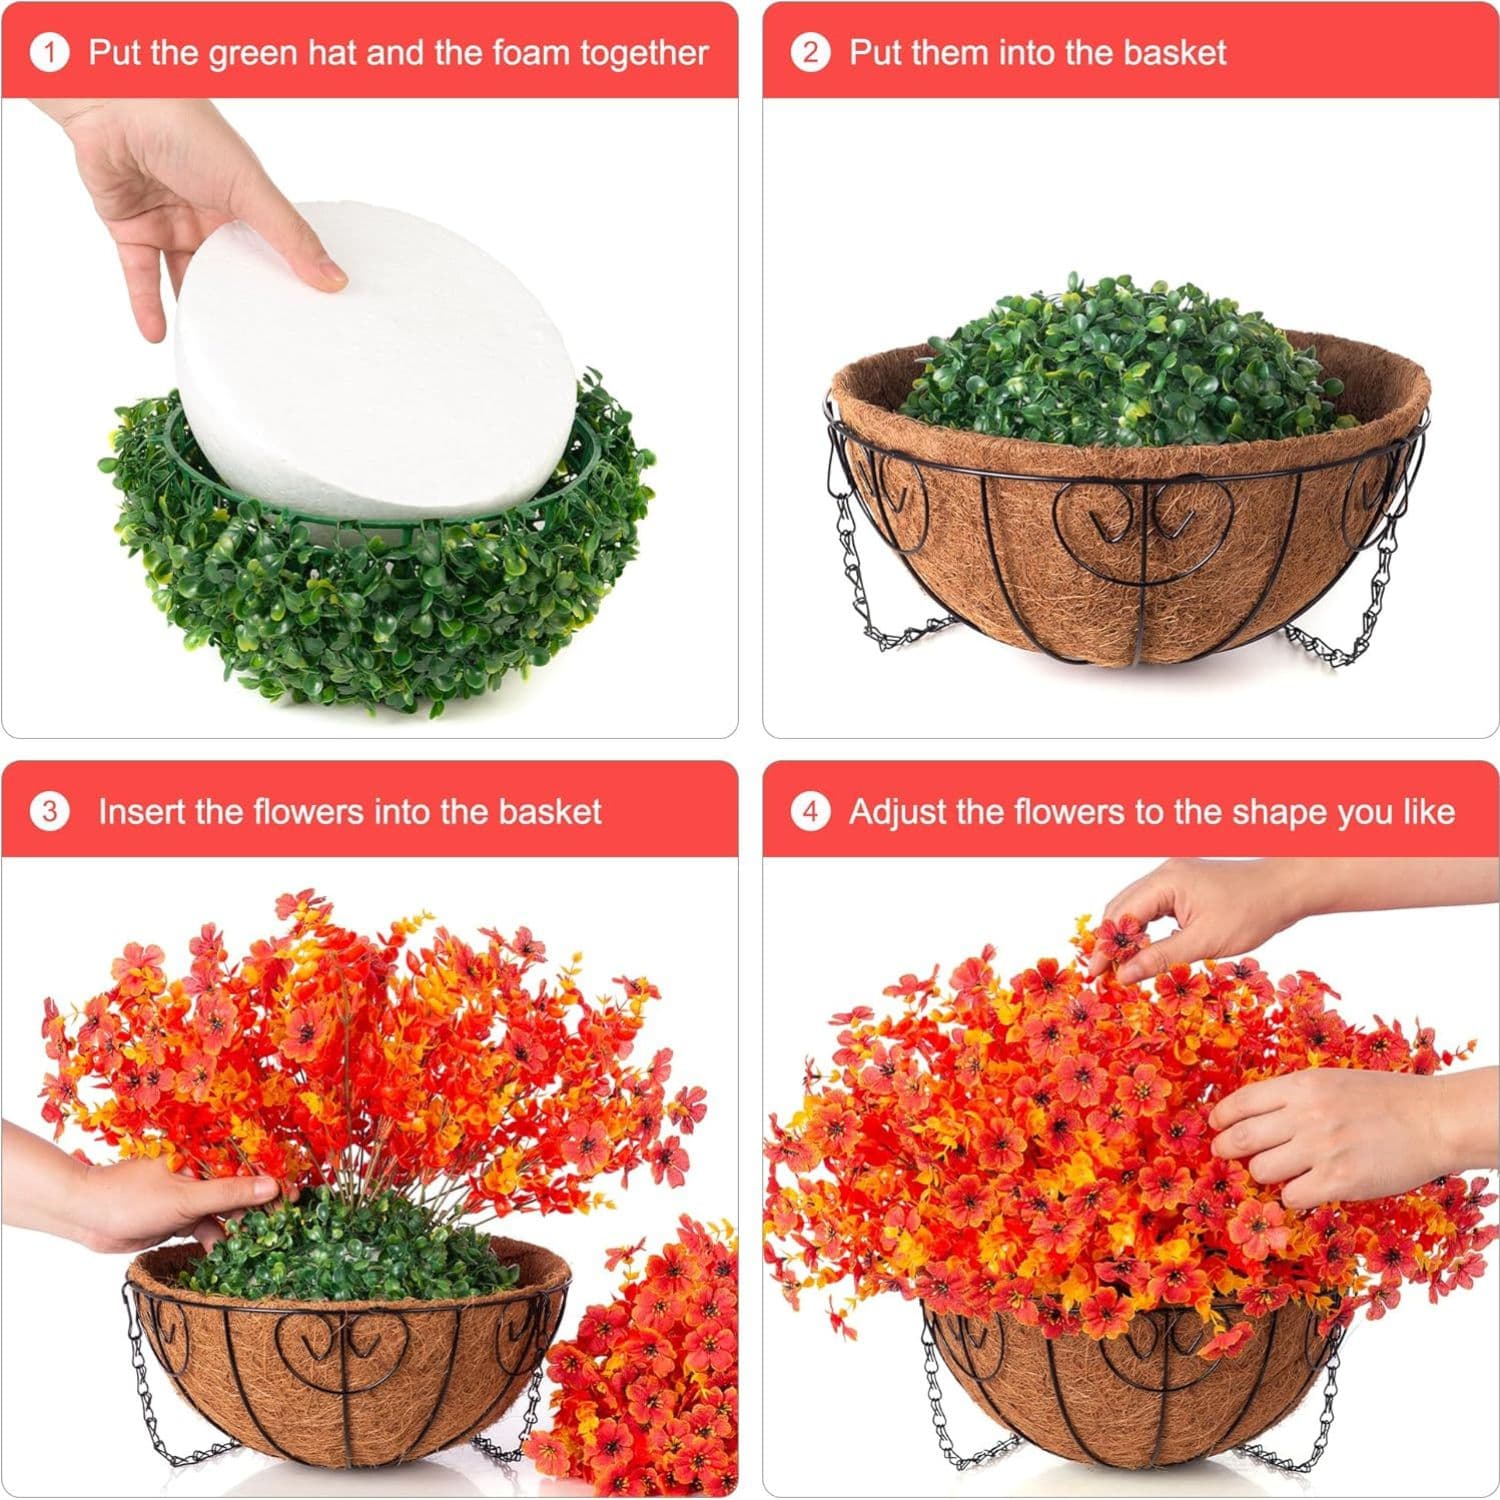 1 Put the green hat and the foam together
2 Put them into the basket
3 Insert the flowers into the basket
4 Adjust the flowers to the shape you like